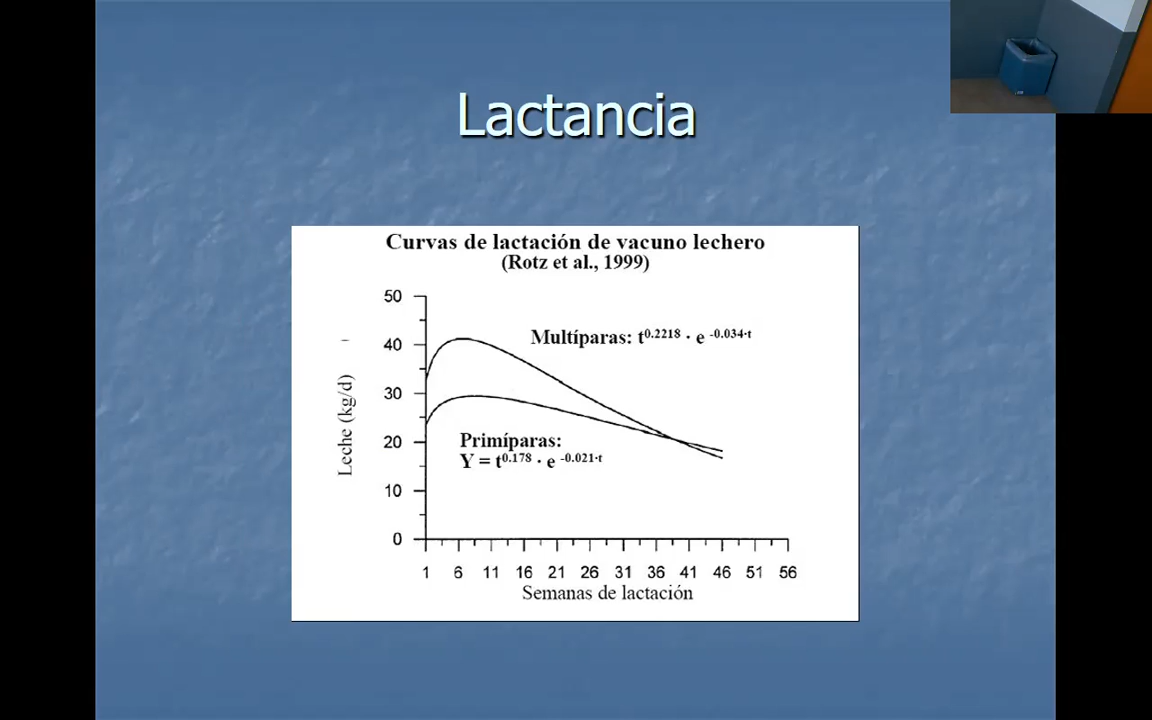 Lactancia
Curvas de lactación de vacuno lechero
(Rotz et al., 1999)
50
40
30
20
10
0
Leche (kg/d)
Multíparas: t0.2218 · e -0.034·t
Primíparas:
Y = t0.178 · e -0.021·t
1 6 11 16 21 26 31 36 41 46 51 56
Semanas de lactación